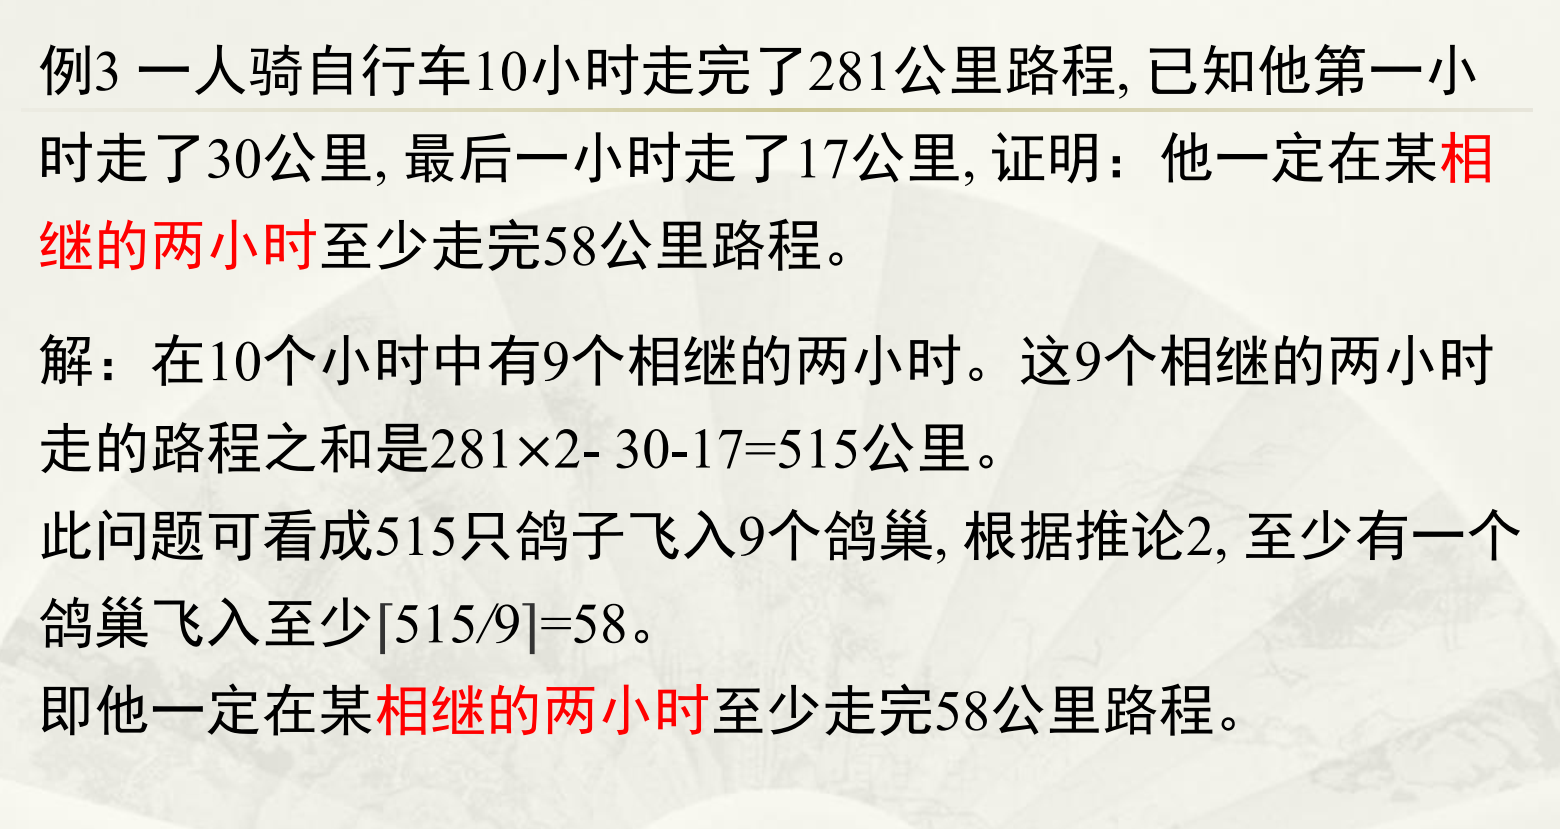 例3 一人骑自行车10小时走完了281公里路程, 已知他第一小
时走了30公里, 最后一小时走了17公里, 证明：他一定在某相
继的两小时至少走完58公里路程。
解：在10个小时中有9个相继的两小时。这9个相继的两小时
走的路程之和是281×2- 30-17=515公里。
此问题可看成515只鸽子飞入9个鸽巢, 根据推论2, 至少有一个
鸽巢飞入至少⌈515/9⌉=58。
即他一定在某相继的两小时至少走完58公里路程。